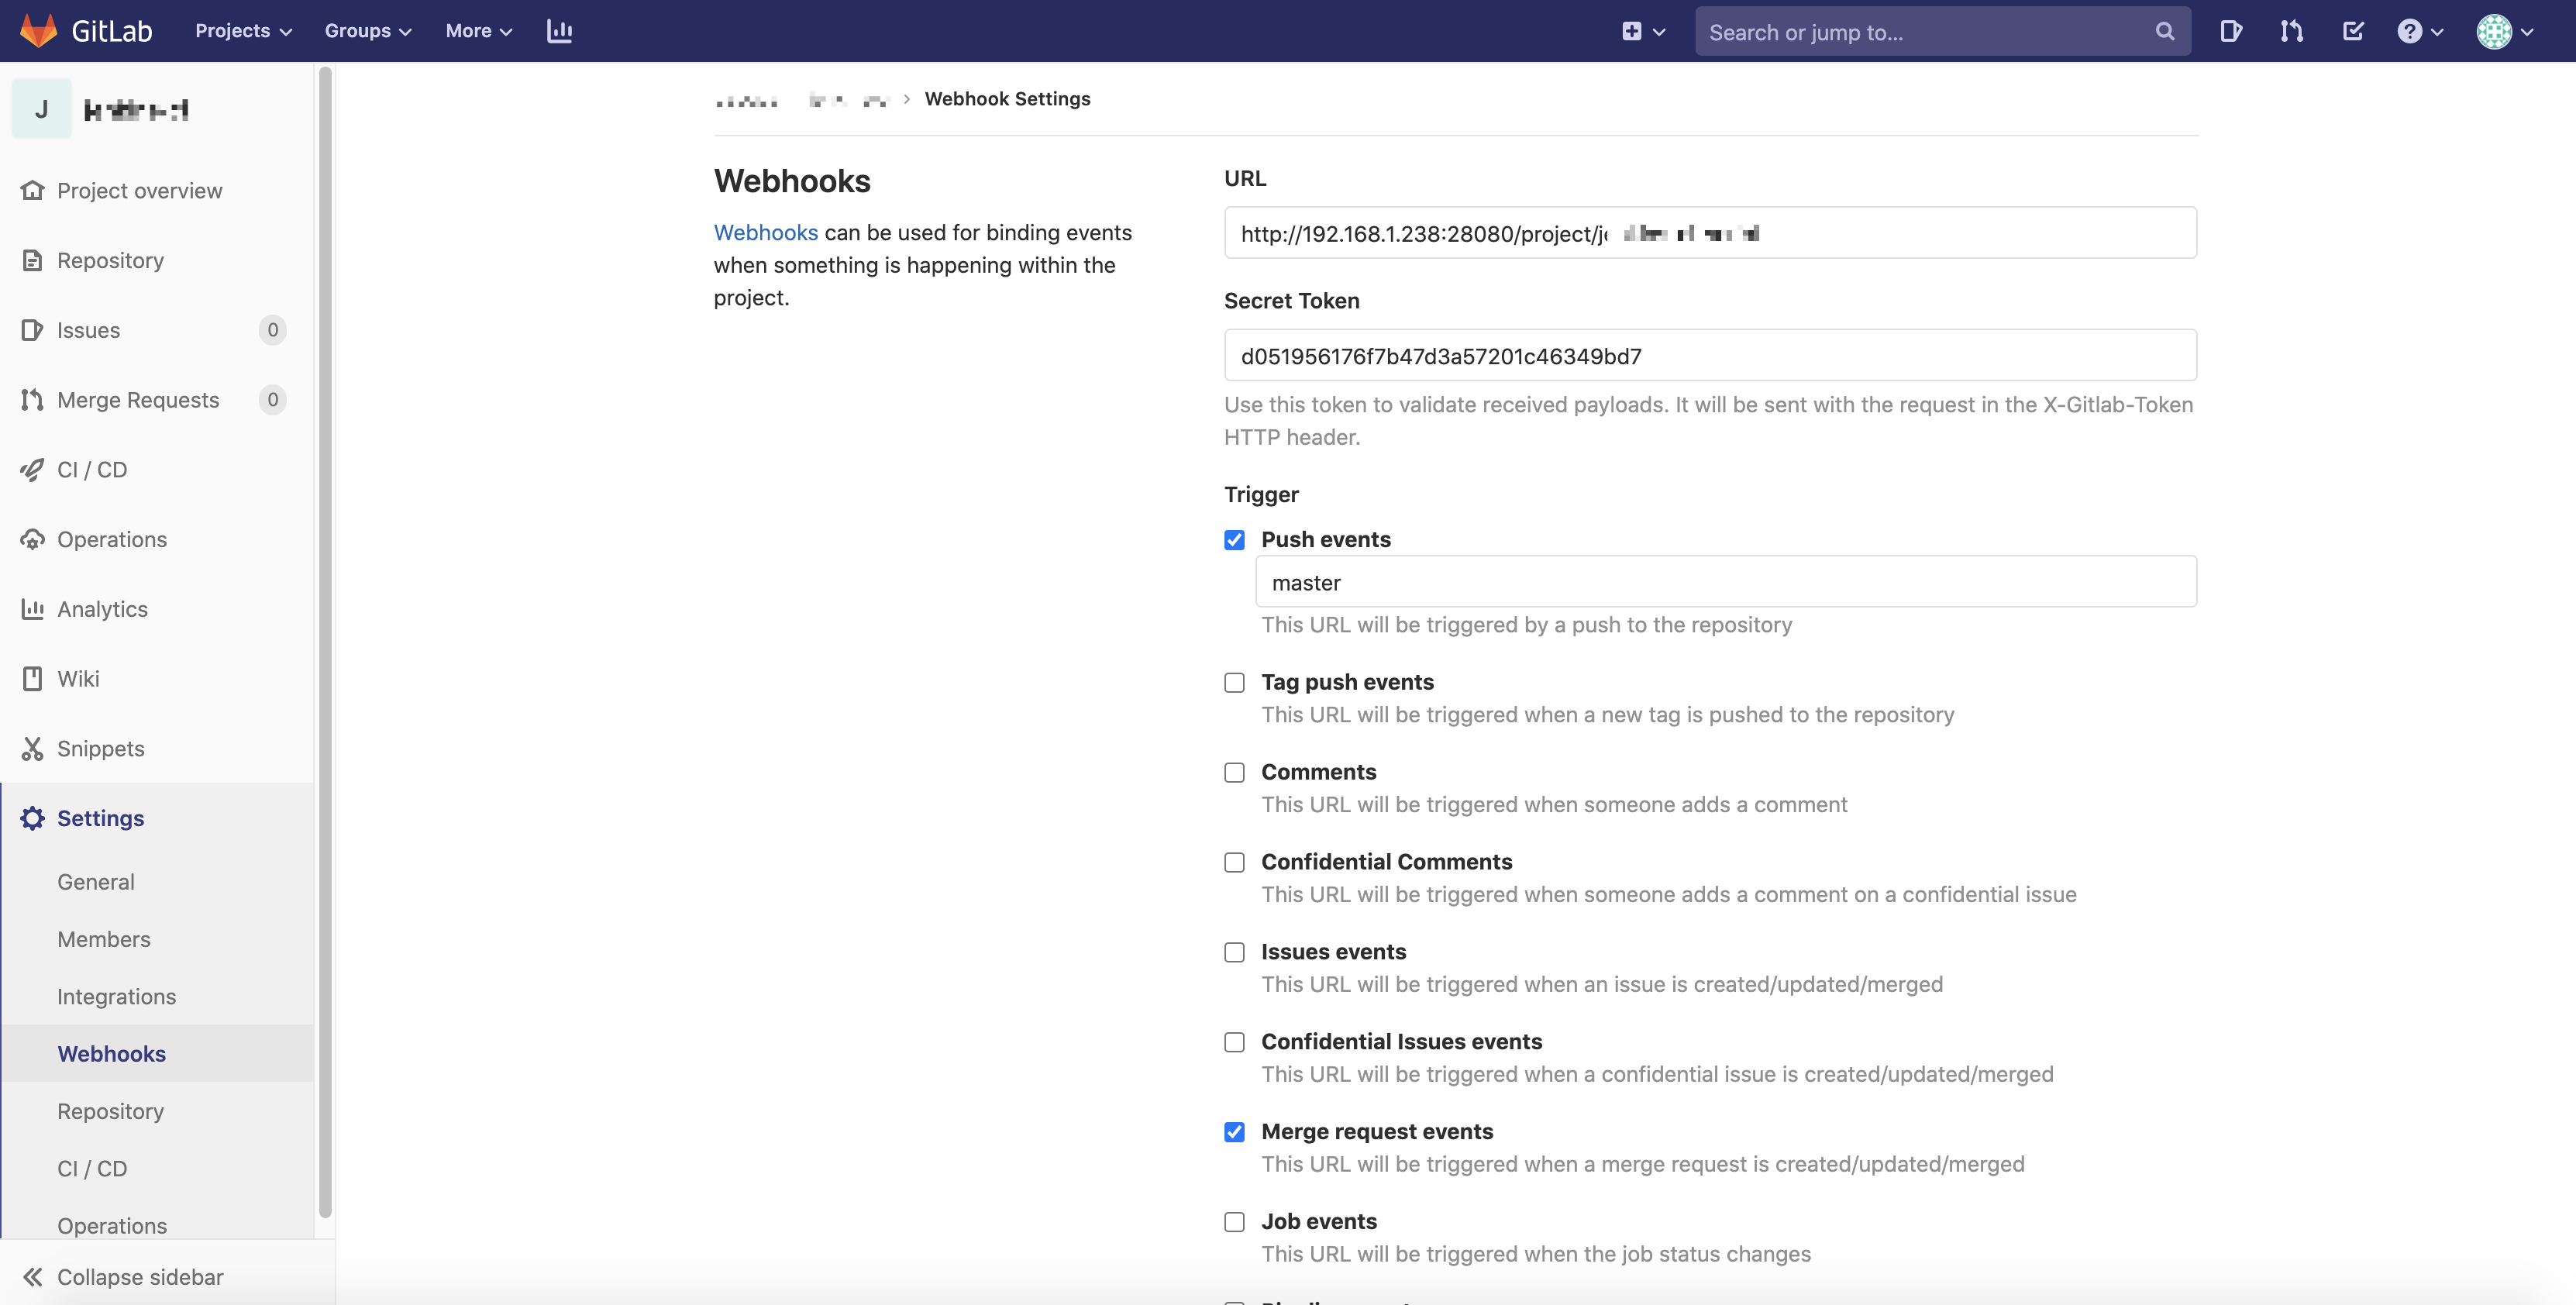 GitLab
Projects
Groups
More
Search or jump to...
J
Project overview
Repository
Issues
0
Merge Requests
0
CI / CD
Operations
Analytics
Wiki
Snippets
Settings
General
Members
Integrations
Webhooks
Repository
CI / CD
Operations
Collapse sidebar
› Webhook Settings
Webhooks
Webhooks can be used for binding events
when something is happening within the
project.
URL
http://192.168.1.238:28080/project/j
Secret Token
d051956176f7b47d3a57201c46349bd7
Use this token to validate received payloads. It will be sent with the request in the X-Gitlab-Token
HTTP header.
Trigger
Push events
master
This URL will be triggered by a push to the repository
Tag push events
This URL will be triggered when a new tag is pushed to the repository
Comments
This URL will be triggered when someone adds a comment
Confidential Comments
This URL will be triggered when someone adds a comment on a confidential issue
Issues events
This URL will be triggered when an issue is created/updated/merged
Confidential Issues events
This URL will be triggered when a confidential issue is created/updated/merged
Merge request events
This URL will be triggered when a merge request is created/updated/merged
Job events
This URL will be triggered when the job status changes